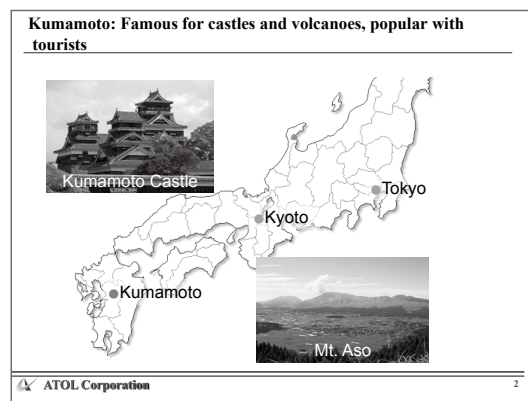 Kumamoto: Famous for castles and volcanoes, popular with
tourists
Kumamoto Castle
Tokyo
Kyoto
Kumamoto
Mt. Aso
ATOL Corporation
2